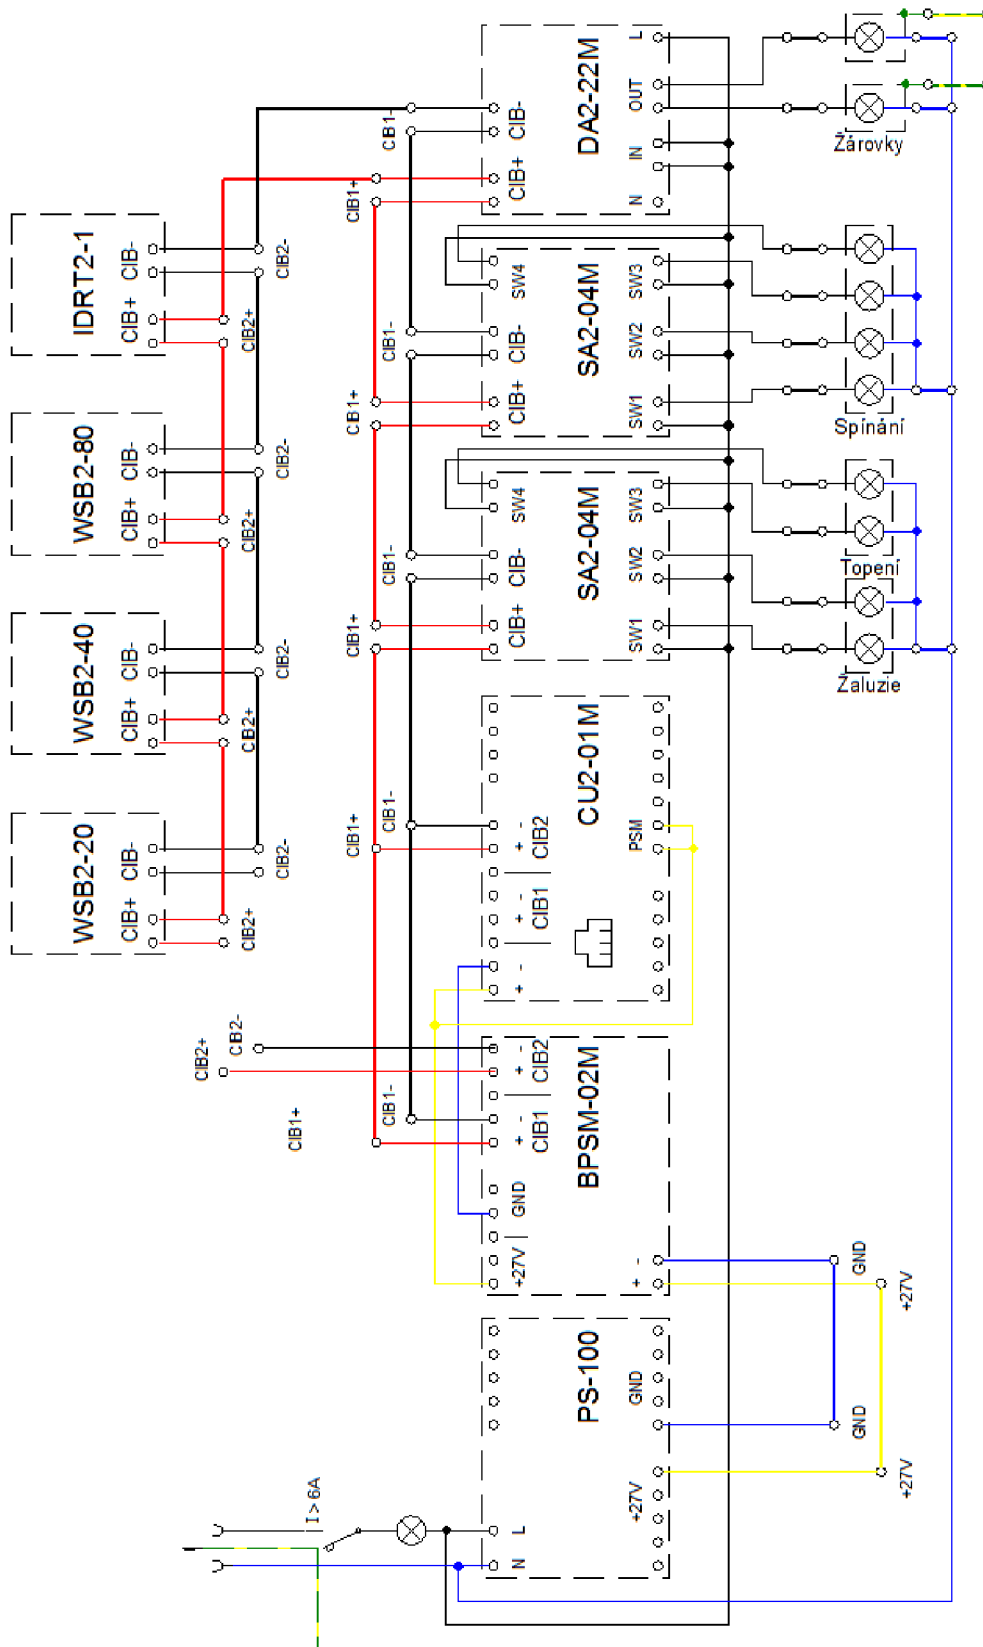 WSB2-20
CIB+ CIB-
CIB2+
CIB2-
WSB2-40
CIB+ CIB-
CIB2+
CIB2-
WSB2-80
CIB+ CIB-
CIB2+
CIB2-
IDRT2-1
CIB+ CIB-
CIB2+
CIB2-
CIB2+
CIB2-
CIB1+
CIB1-
CIB1+
CIB1-
CIB1+
CIB1-
CIB1+
CIB1-
CIB1+
CIB1-
I>6A
N L
PS-100
+27V GND
+27V GND + - + -
CIB1 CIB2
BPSM-02M
+ -
+ - + - + -
CIB1 CIB2
CU2-01M
PSM
CIB+ CIB- SW4
SA2-04M
SW1 SW2 SW3
CIB+ CIB- SW4
SA2-04M
SW1 SW2 SW3
CIB+ CIB-
DA2-22M
N IN OUT L
GND
GND
+27V
+27V
Žaluzie
Topení
Spínání
Žárovky